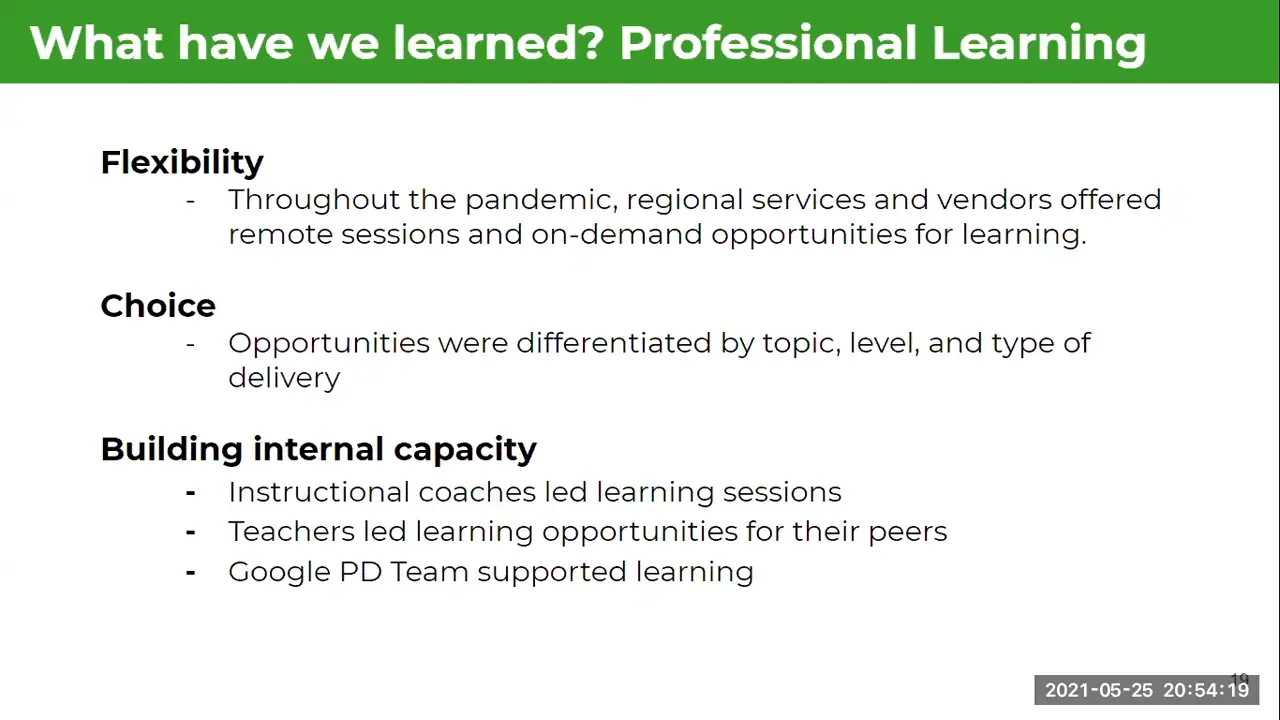 What have we learned? Professional Learning
Flexibility
- Throughout the pandemic, regional services and vendors offered
remote sessions and on-demand opportunities for learning.
Choice
- Opportunities were differentiated by topic, level, and type of
delivery
Building internal capacity
- Instructional coaches led learning sessions
- Teachers led learning opportunities for their peers
- Google PD Team supported learning
19
2021-05-25 20:54:19